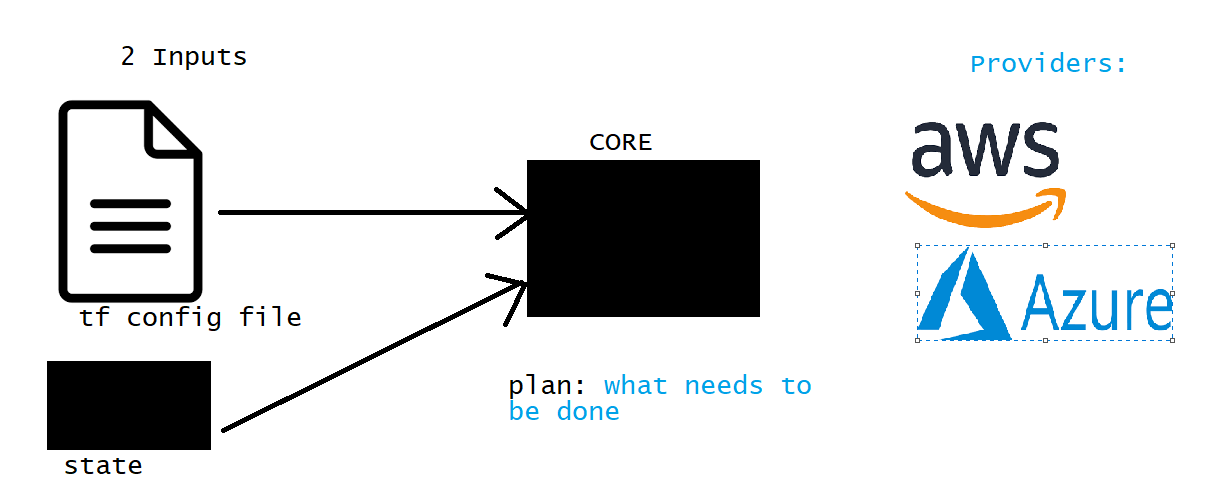 2 Inputs
Providers:
aws
CORE
Azure
tf config file
plan: what needs to
be done
state